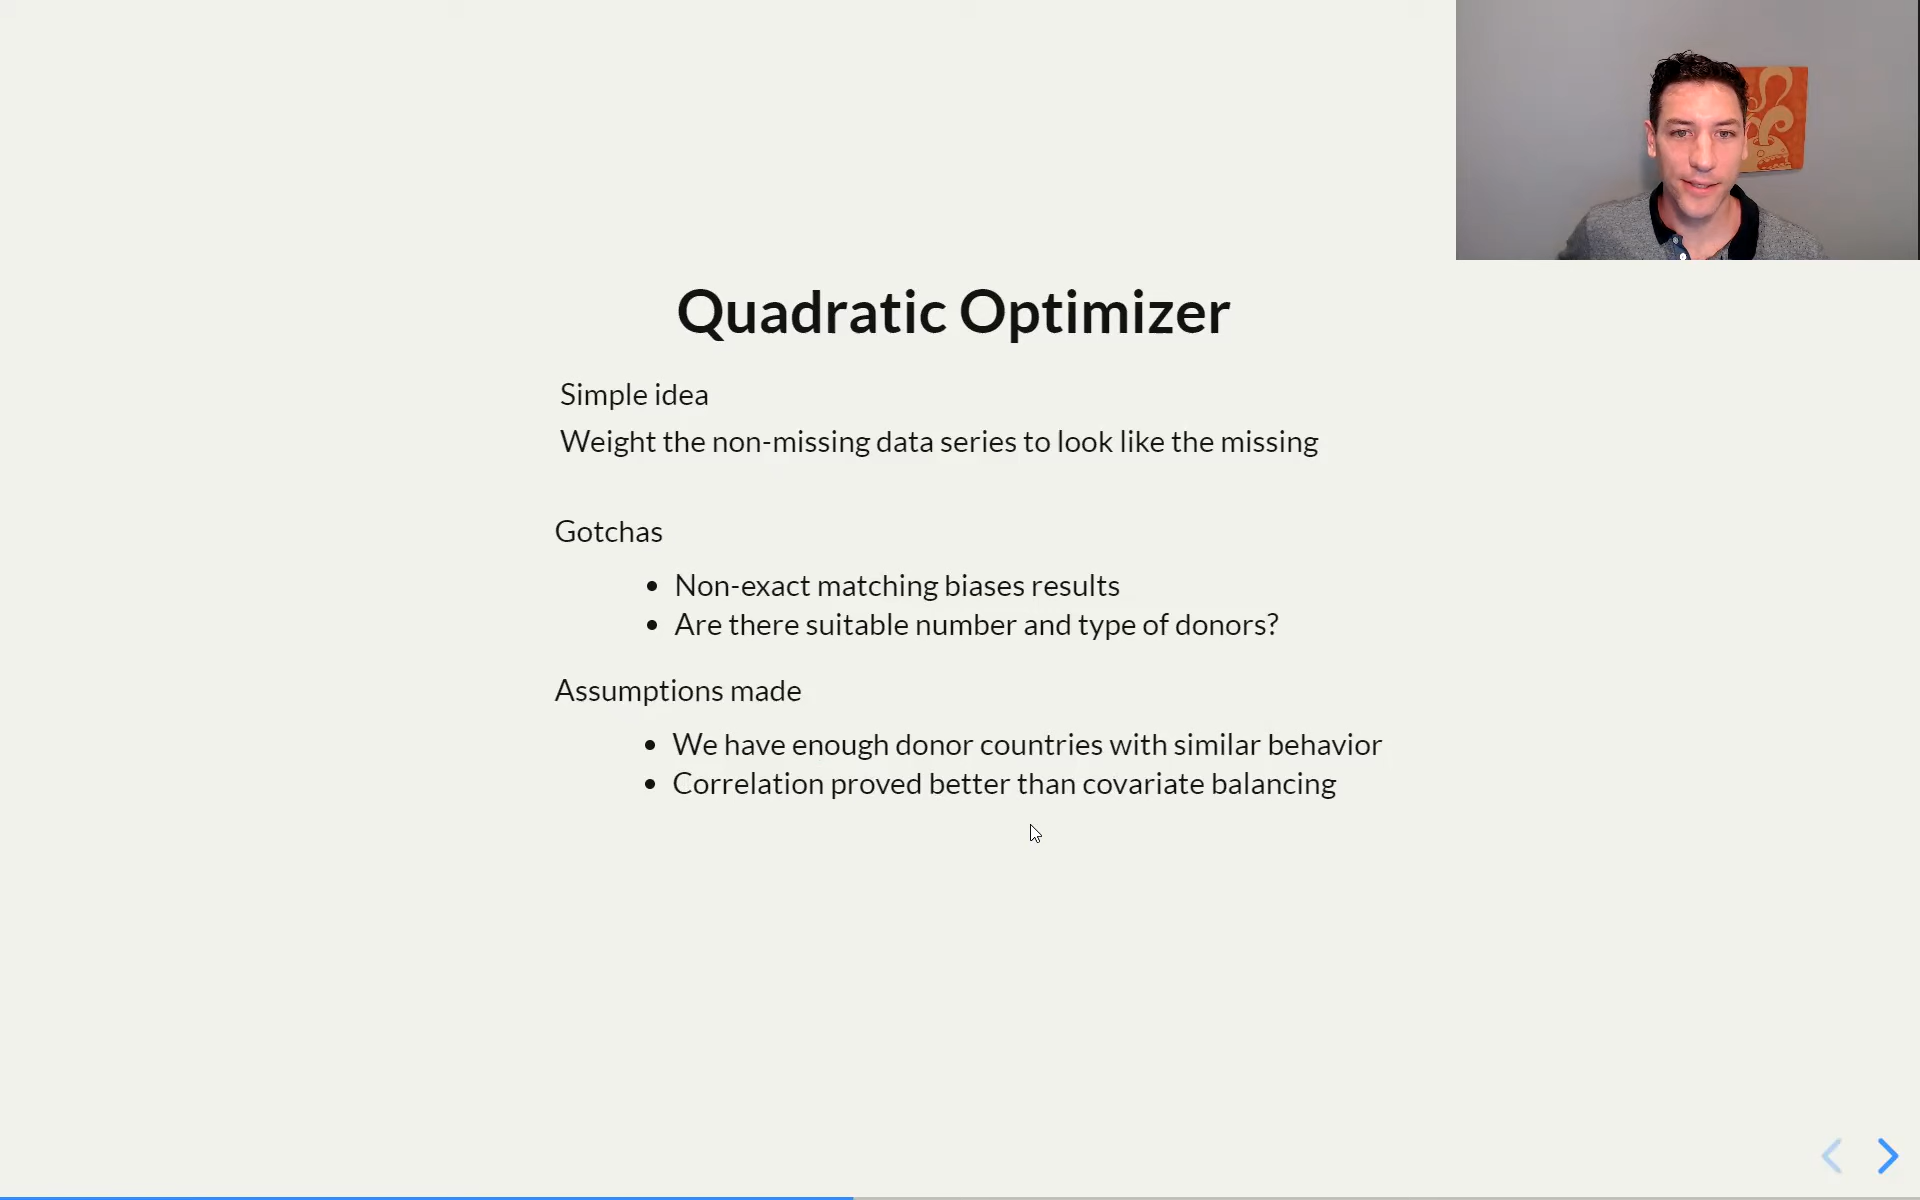 Quadratic Optimizer
Simple idea
Weight the non-missing data series to look like the missing
Gotchas
Non-exact matching biases results
Are there suitable number and type of donors?
Assumptions made
We have enough donor countries with similar behavior
Correlation proved better than covariate balancing